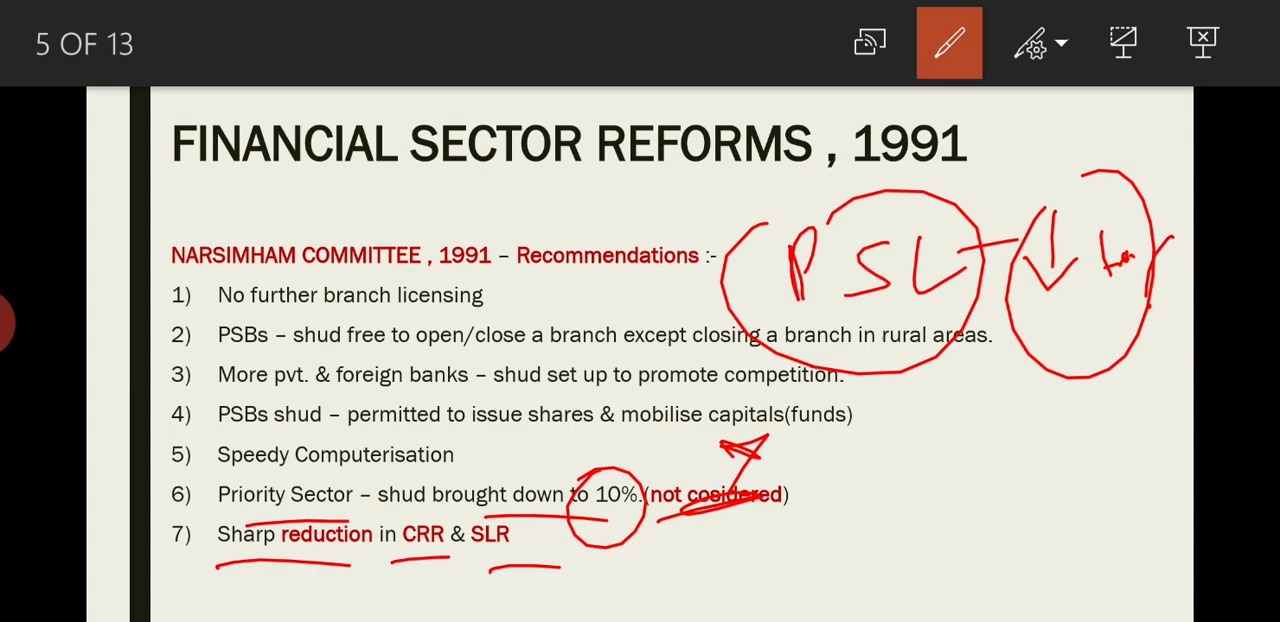 5 OF 13
FINANCIAL SECTOR REFORMS , 1991
NARSIMHAM COMMITTEE , 1991 – Recommendations :-
1) No further branch licensing
2) PSBs – shud free to open/close a branch except closing a branch in rural areas.
3) More pvt. & foreign banks – shud set up to promote competition.
4) PSBs shud – permitted to issue shares & mobilise capitals(funds)
5) Speedy Computerisation
6) Priority Sector – shud brought down to 10%.(not cosidered)
7) Sharp reduction in CRR & SLR
PSL